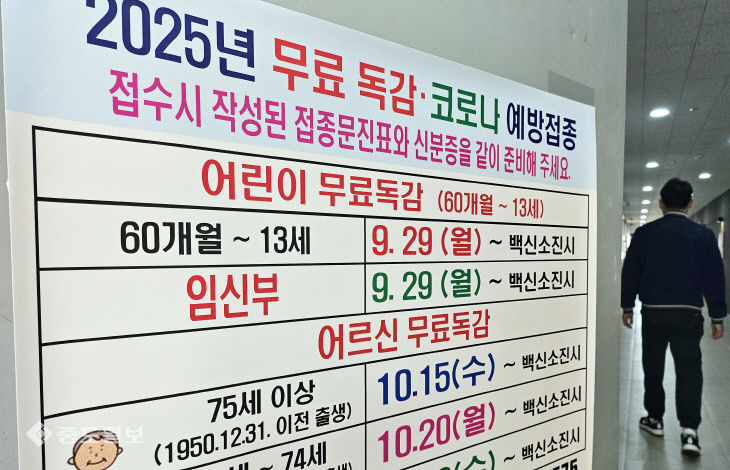 2025년 무료 독감·코로나 예방접종
접수시 작성된 접종문진표와 신분증을 같이 준비해 주세요.
어린이 무료독감 (60개월 ~ 13세)
60개월 ~ 13세 9. 29 (월) ~ 백신소진시
임신부 9. 29 (월) ~ 백신소진시
어르신 무료독감
75세 이상 10.15(수) ~ 백신소진시
(1950.12.31. 이전 출생)
~ 74세 10.20(월) ~ 백신소진시
중도일보